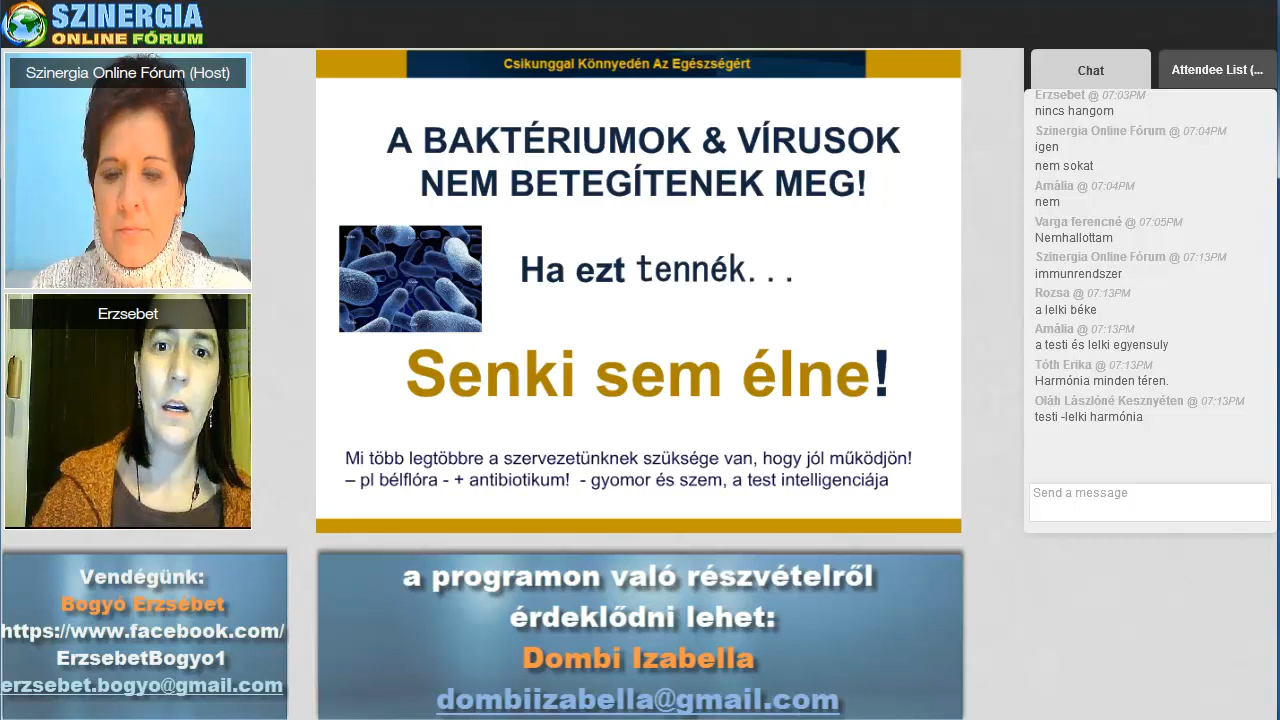 SZINERGIA
ONLINE FÓRUM
Szinergia Online Fórum (Host)
Erzsebet
Csikunggal Könnyedén Az Egészségért
A BAKTÉRIUMOK & VÍRUSOK
NEM BETEGÍTENEK MEG!
Ha ezt tennék...
Senki sem élne!
Mi több legtöbbre a szervezetünknek szüksége van, hogy jól működjön!
– pl bélflóra - + antibiotikum!  - gyomor és szem, a test intelligenciája
Chat
Attendee List (...
Erzsebet @ 07:03PM
nincs hangom
Szinergia Online Fórum @ 07:04PM
igen
nem sokat
Amália @ 07:04PM
nem
Varga ferencné @ 07:05PM
Nemhallottam
Szinergia Online Fórum @ 07:13PM
immunrendszer
Rozsa @ 07:13PM
a lelki béke
Amália @ 07:13PM
a testi és lelki egyensuly
Tóth Erika @ 07:13PM
Harmónia minden téren.
Oláh Lászlóné Kesznyéten @ 07:13PM
testi -lelki harmónia
Send a message
Vendégünk:
Bogyó Erzsébet
https://www.facebook.com/
ErzsebetBogyo1
erzsebet.bogyo@gmail.com
a programon való részvételről
érdeklődni lehet:
Dombi Izabella
dombiizabella@gmail.com